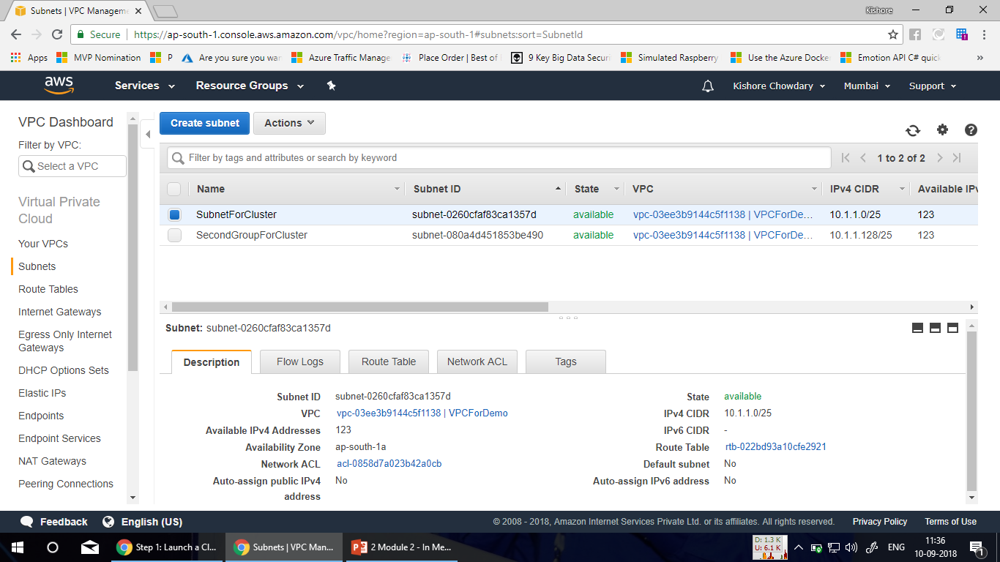 Subnets | VPC Managem
Kishore
Secure
https://ap-south-1.console.aws.amazon.com/vpc/home?region=ap-south-1#subnets:sort=SubnetId
Apps
MVP Nomination
P
Are you sure you wan
Azure Traffic Manage
Place Order | Best of
9 Key Big Data Securi
Simulated Raspberry
Use the Azure Docke
Emotion API C# quick
»
aws
Services
Resource Groups
Kishore Chowdary
Mumbai
Support
VPC Dashboard
Filter by VPC:
Select a VPC
Virtual Private
Cloud
Your VPCs
Subnets
Route Tables
Internet Gateways
Egress Only Internet
Gateways
DHCP Options Sets
Elastic IPs
Endpoints
Endpoint Services
NAT Gateways
Peering Connections
Create subnet
Actions
Filter by tags and attributes or search by keyword
1 to 2 of 2
Name
Subnet ID
State
VPC
IPv4 CIDR
Available IPv
SubnetForCluster
subnet-0260cfaf83ca1357d
available
vpc-03ee3b9144c5f1138 | VPCForDe...
10.1.1.0/25
123
SecondGroupForCluster
subnet-080a4d451853be490
available
vpc-03ee3b9144c5f1138 | VPCForDe...
10.1.1.128/25
123
Subnet: subnet-0260cfaf83ca1357d
Description
Flow Logs
Route Table
Network ACL
Tags
Subnet ID subnet-0260cfaf83ca1357d
VPC vpc-03ee3b9144c5f1138 | VPCForDemo
Available IPv4 Addresses 123
Availability Zone ap-south-1a
Network ACL acl-0858d7a023b42a0cb
Auto-assign public IPv4 No
address
State available
IPv4 CIDR 10.1.1.0/25
IPv6 CIDR -
Route Table rtb-022bd93a10cfe2921
Default subnet No
Auto-assign IPv6 address No
Feedback
English (US)
© 2008 - 2018, Amazon Internet Services Private Ltd. or its affiliates. All rights reserved.
Privacy Policy
Terms of Use
Step 1: Launch a Cl...
Subnets | VPC Man...
2 Module 2 - In Me...
D: 1.3 K
U: 6.1 K
ENG
11:36
10-09-2018
1